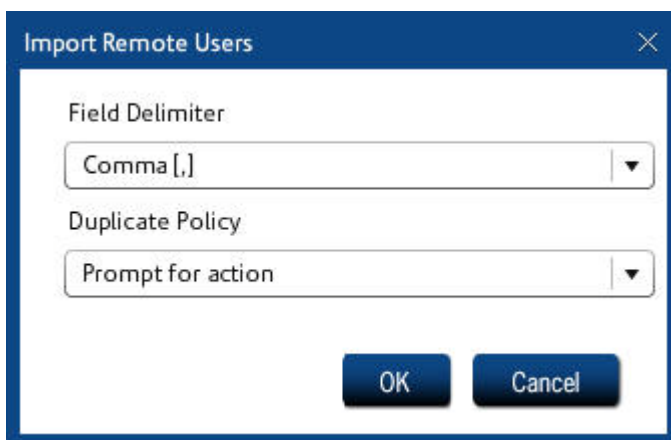 Import Remote Users
Field Delimiter
Comma [,]
Duplicate Policy
Prompt for action
OK Cancel